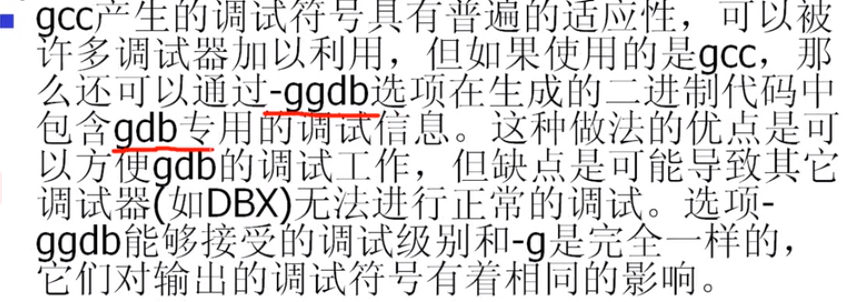 gcc产生的调试符号具有普遍的适应性，可以被
许多调试器加以利用，但如果使用的是gcc，那
么还可以通过-ggdb选项在生成的二进制代码中
包含gdb专用的调试信息。这种做法的优点是可
以方便gdb的调试工作，但缺点是可能导致其它
调试器(如DBX)无法进行正常的调试。选项-
ggdb能够接受的调试级别和-g是完全一样的，
它们对输出的调试符号有着相同的影响。